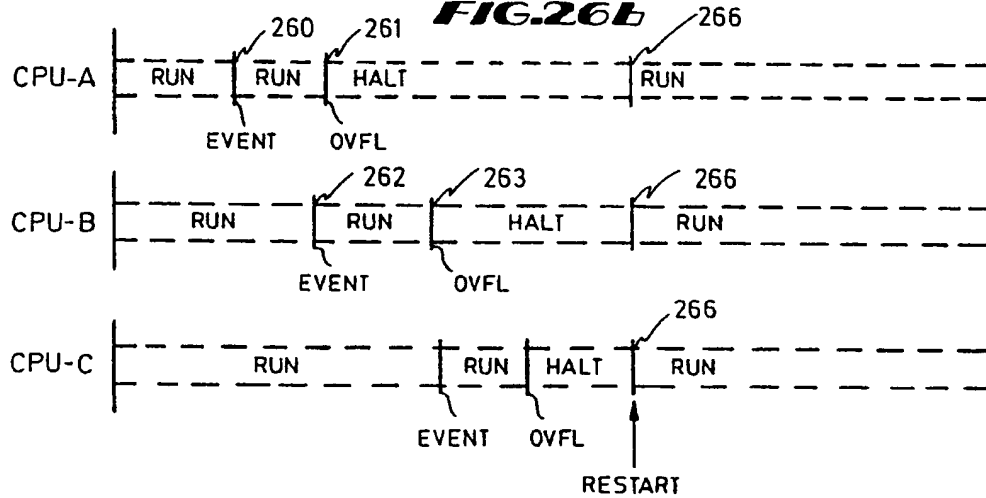 FIG.26b
260 261 266
CPU-A RUN RUN HALT RUN
EVENT OVFL
262 263 266
CPU-B RUN RUN HALT RUN
EVENT OVFL
266
CPU-C RUN RUN HALT RUN
EVENT OVFL
RESTART